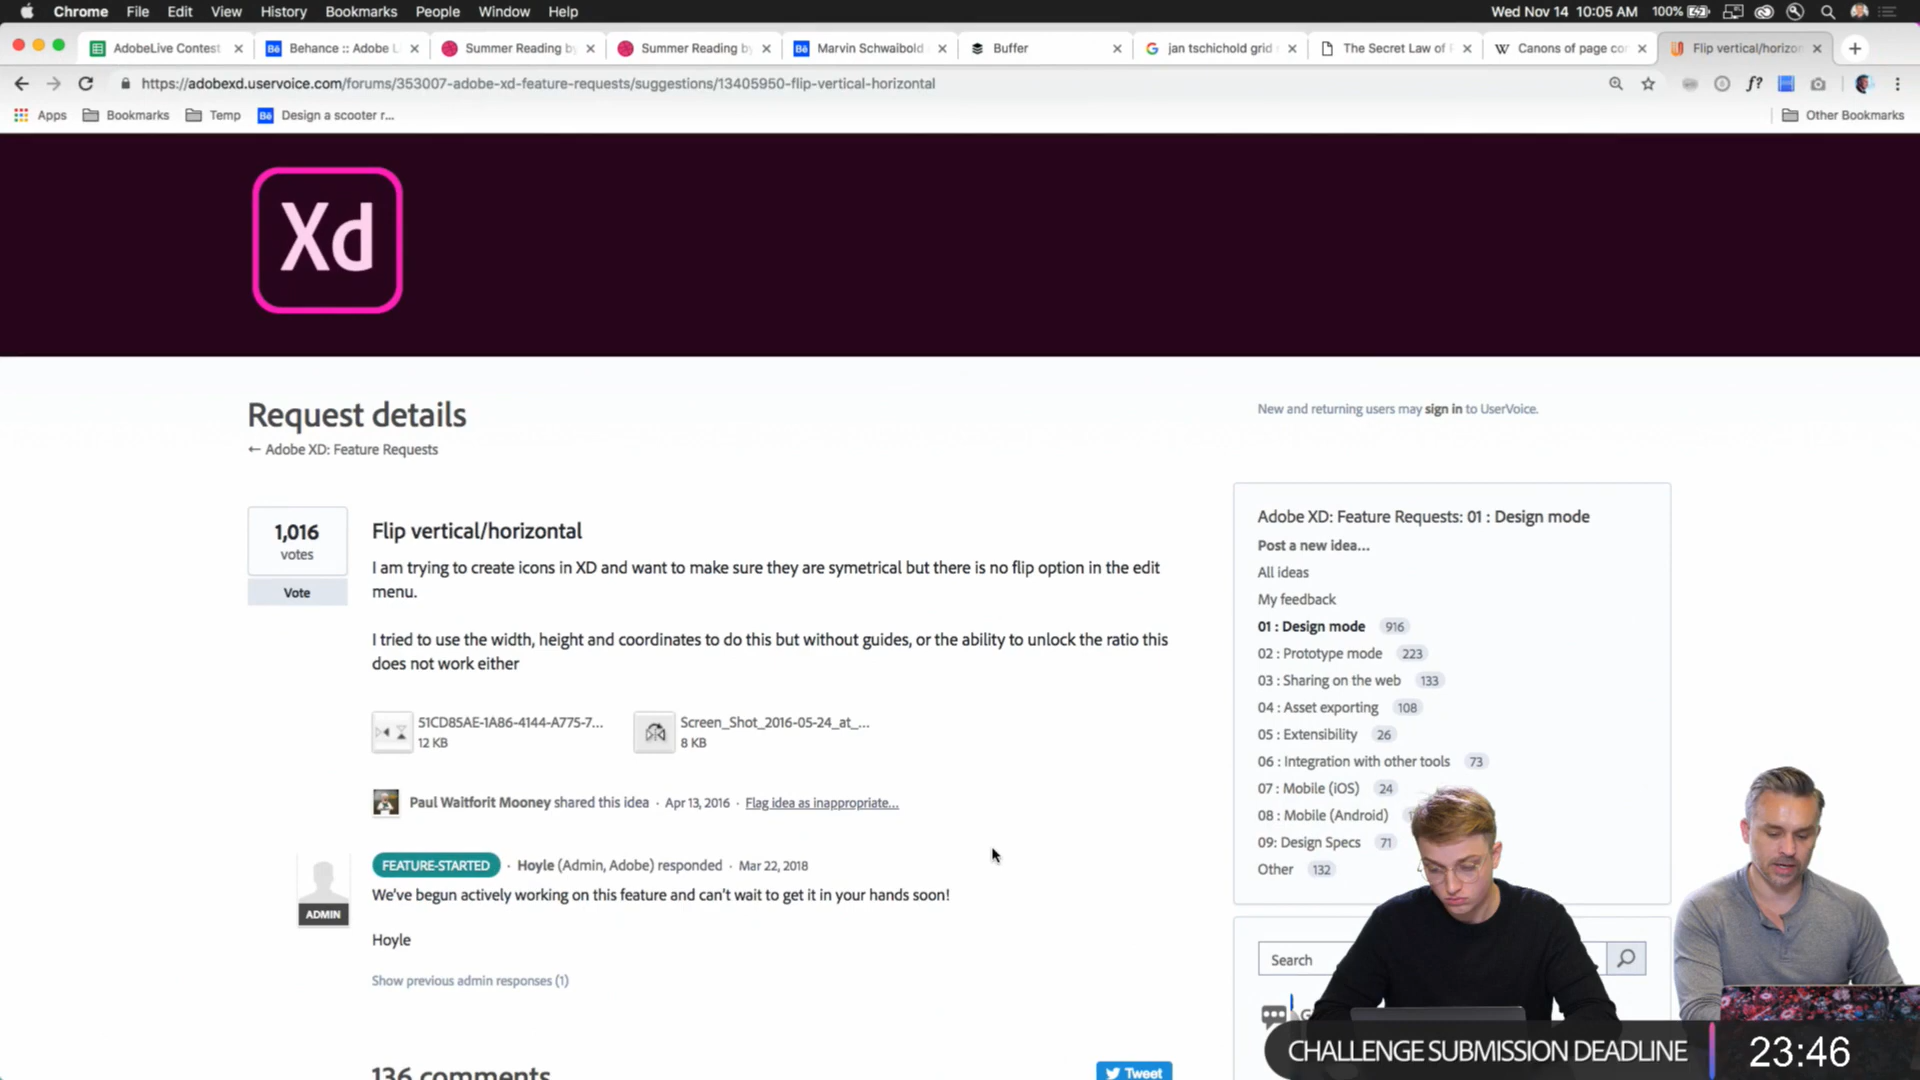 Chrome File Edit View History Bookmarks People Window Help Wed Nov 14 10:05 AM 100%
AdobeLive Contest Behance :: Adobe L Summer Reading by Summer Reading by Marvin Schwaibold Buffer jan tschichold grid The Secret Law of Canons of page co Flip vertical/horizo
https://adobexd.uservoice.com/forums/353007-adobe-xd-feature-requests/suggestions/13405950-flip-vertical-horizontal f?
Apps Bookmarks Temp Bē Design a scooter r... Other Bookmarks
Xd
Request details
New and returning users may sign in to UserVoice.
← Adobe XD: Feature Requests
1,016
votes
Vote
Flip vertical/horizontal
I am trying to create icons in XD and want to make sure they are symetrical but there is no flip option in the edit
menu.
I tried to use the width, height and coordinates to do this but without guides, or the ability to unlock the ratio this
does not work either
51CD85AE-1A86-4144-A775-7...
12 KB
Screen_Shot_2016-05-24_at_...
8 KB
Paul Waitforit Mooney shared this idea · Apr 13, 2016 · Flag idea as inappropriate...
ADMIN
FEATURE-STARTED · Hoyle (Admin, Adobe) responded · Mar 22, 2018
We've begun actively working on this feature and can't wait to get it in your hands soon!
Hoyle
Show previous admin responses (1)
136 comments
Tweet
Adobe XD: Feature Requests: 01 : Design mode
Post a new idea...
All ideas
My feedback
01 : Design mode 916
02 : Prototype mode 223
03 : Sharing on the web 133
04 : Asset exporting 108
05 : Extensibility 26
06 : Integration with other tools 73
07 : Mobile (iOS) 24
08 : Mobile (Android)
09: Design Specs 71
Other 132
Search
CHALLENGE SUBMISSION DEADLINE 23:46